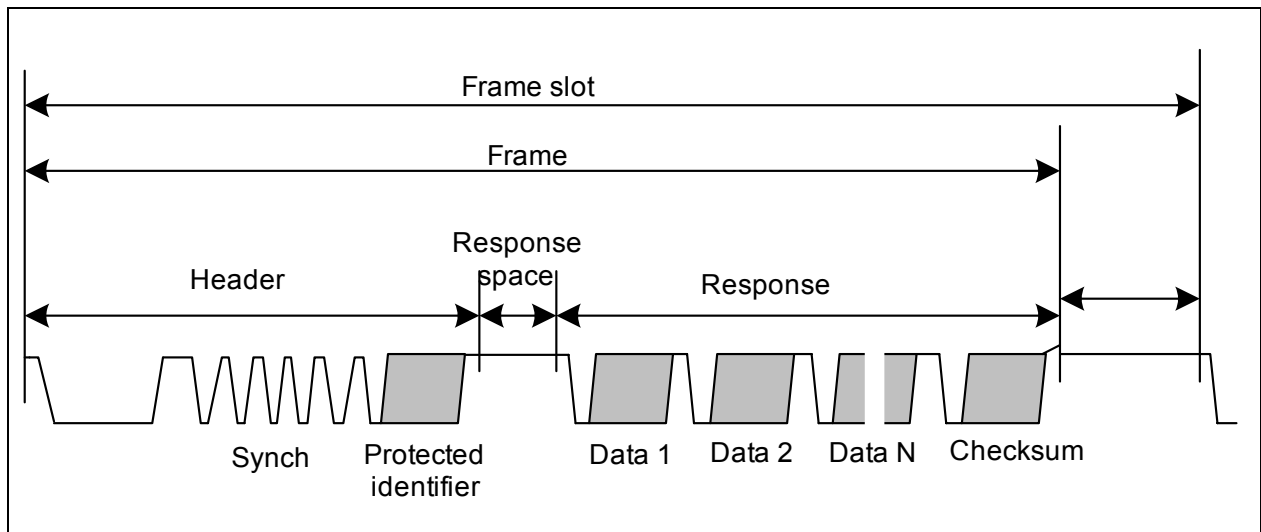 Frame slot
Frame
Header
Response
space
Response
Synch
Protected
identifier
Data 1
Data 2
Data N
Checksum